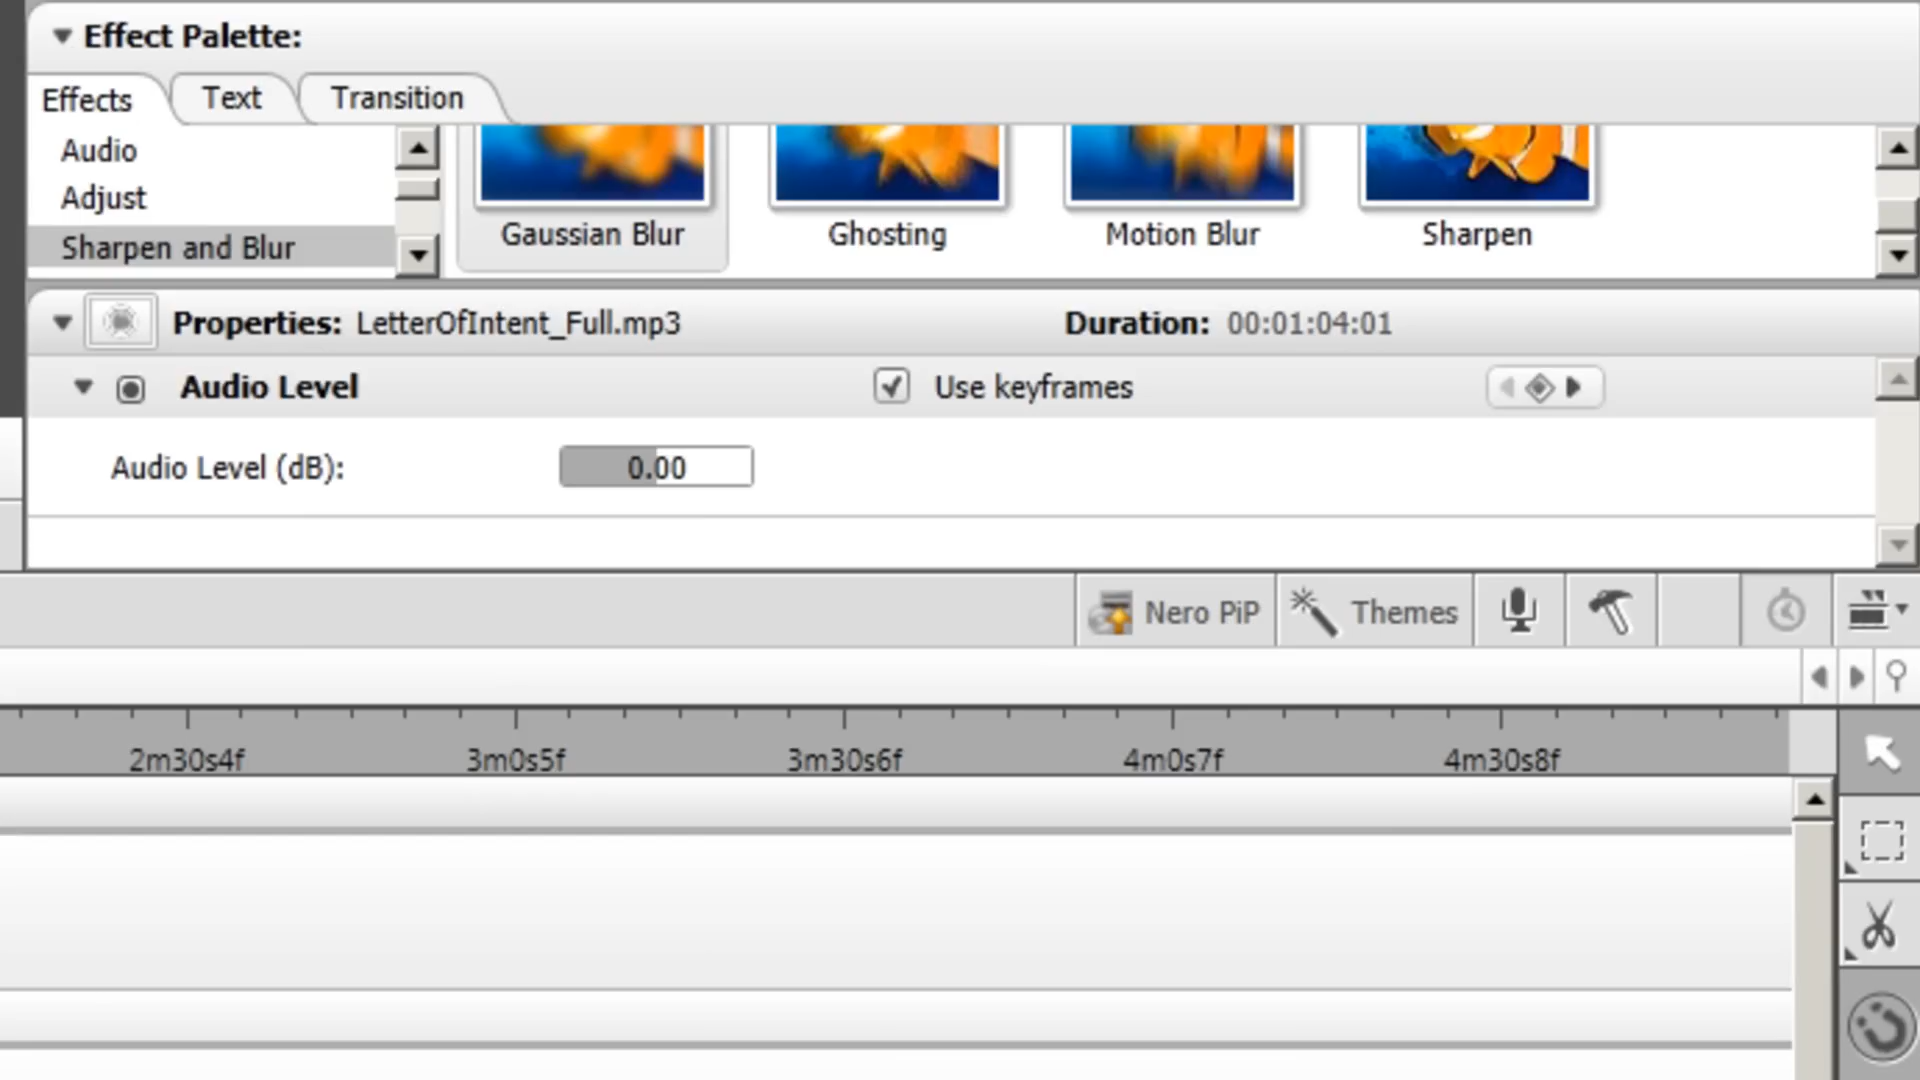 Effect Palette:
Effects
Text
Transition
Audio
Adjust
Sharpen and Blur
Gaussian Blur
Ghosting
Motion Blur
Sharpen
Properties: LetterOfIntent_Full.mp3
Duration: 00:01:04:01
Audio Level
Use keyframes
Audio Level (dB):
0.00
Nero PiP
Themes
2m30s4f
3m0s5f
3m30s6f
4m0s7f
4m30s8f